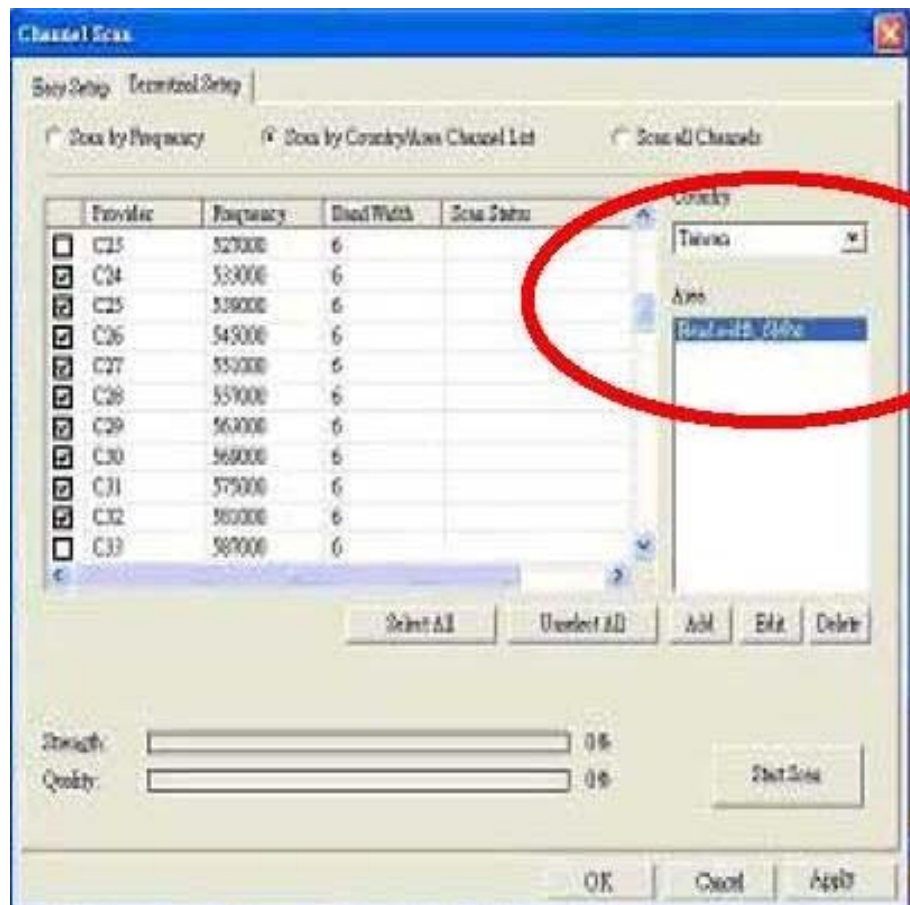 Channel Scan
Easy Setup Technical Setup
Scan by Frequency Scan by Country/Area Channel List Scan all Channels
Provider Frequency Band Width Scan Status
C23 527000 6
C24 533000 6
C25 539000 6
C26 545000 6
C27 551000 6
C28 557000 6
C29 563000 6
C30 569000 6
C31 575000 6
C32 581000 6
C33 587000 6
Country
Taiwan
Area
Select All Unselect All Add Edit Delete
Strength: 0%
Quality: 0%
Start Scan
OK Cancel Apply